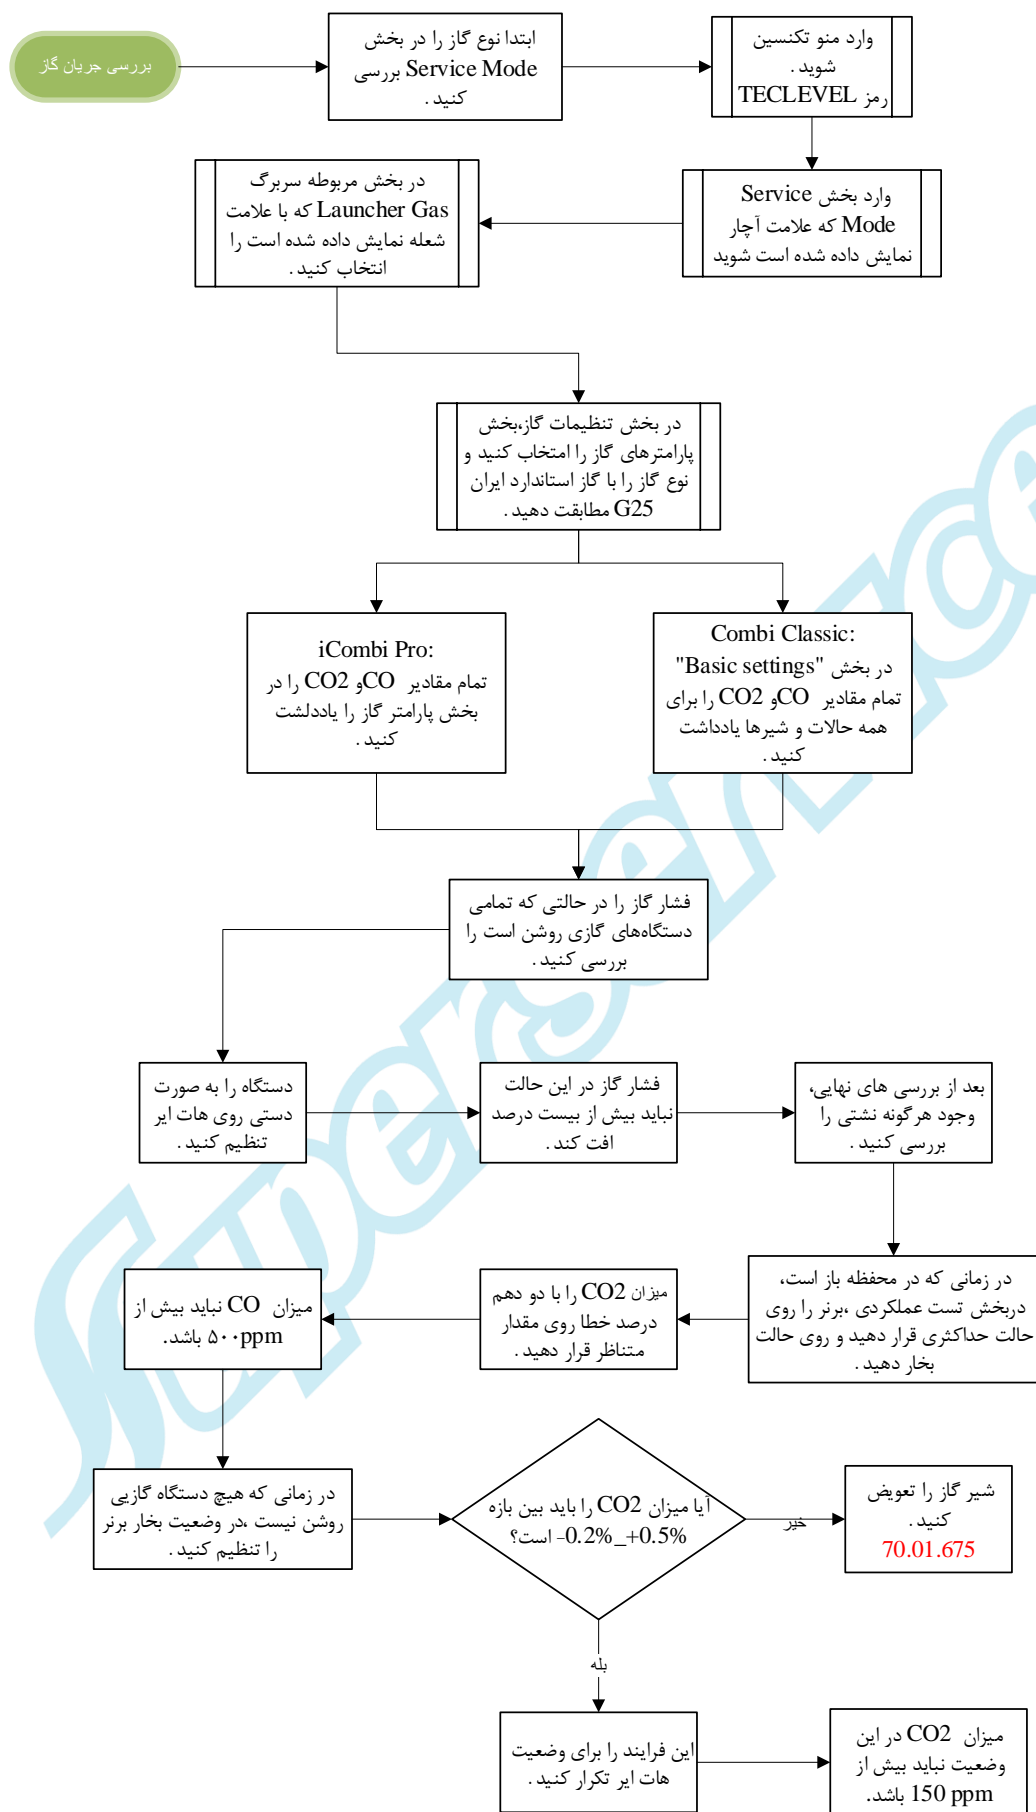 بررسی جریان گاز
ابتدا نوع گاز را در بخش
Service Mode بررسی
کنید .
وارد منو تکنسین
شوید .
رمز TECLEVEL
وارد بخش Service
Mode که علامت آچار
نمایش داده شده است شوید
در بخش مربوطه سربرگ
Launcher Gas که با علامت
شعله نمایش داده شده است را
انتخاب کنید .
در بخش تنظیمات گاز،بخش
پارامترهای گاز را امتخاب کنید و
نوع گاز را با گاز استاندارد ایران
G25 مطابقت دهید .
iCombi Pro:
تمام مقادیر CO و CO2 را در
بخش پارامتر گاز را یاددلشت
کنید .
Combi Classic:
در بخش "Basic settings"
تمام مقادیر CO و CO2 را برای
همه حالات و شیرها یادداشت
کنید .
فشار گاز را در حالتی که تمامی
دستگاه‌های گازی روشن است را
بررسی کنید .
دستگاه را به صورت
دستی روی هات ایر
تنظیم کنید .
فشار گاز در این حالت
نباید بیش از بیست درصد
افت کند .
بعد از بررسی های نهایی،
وجود هرگونه نشتی را
بررسی کنید .
در زمانی که در محفظه باز است،
دربخش تست عملکردی ،برنر را روی
حالت حداکثری قرار دهید و روی حالت
بخار دهید .
میزان CO2 را با دو دهم
درصد خطا روی مقدار
متناظر قرار دهید .
میزان CO نباید بیش از
۵۰۰ppm باشد.
در زمانی که هیچ دستگاه گازیی
روشن نیست ،در وضعیت بخار برنر
را تنظیم کنید .
آیا میزان CO2 را باید بین بازه
-0.2%_+0.5% است؟
خیر
شیر گاز را تعویض
کنید .
70.01.675
بله
این فرایند را برای وضعیت
هات ایر تکرار کنید .
میزان CO2 در این
وضعیت نباید بیش از
150 ppm باشد.
Superservice